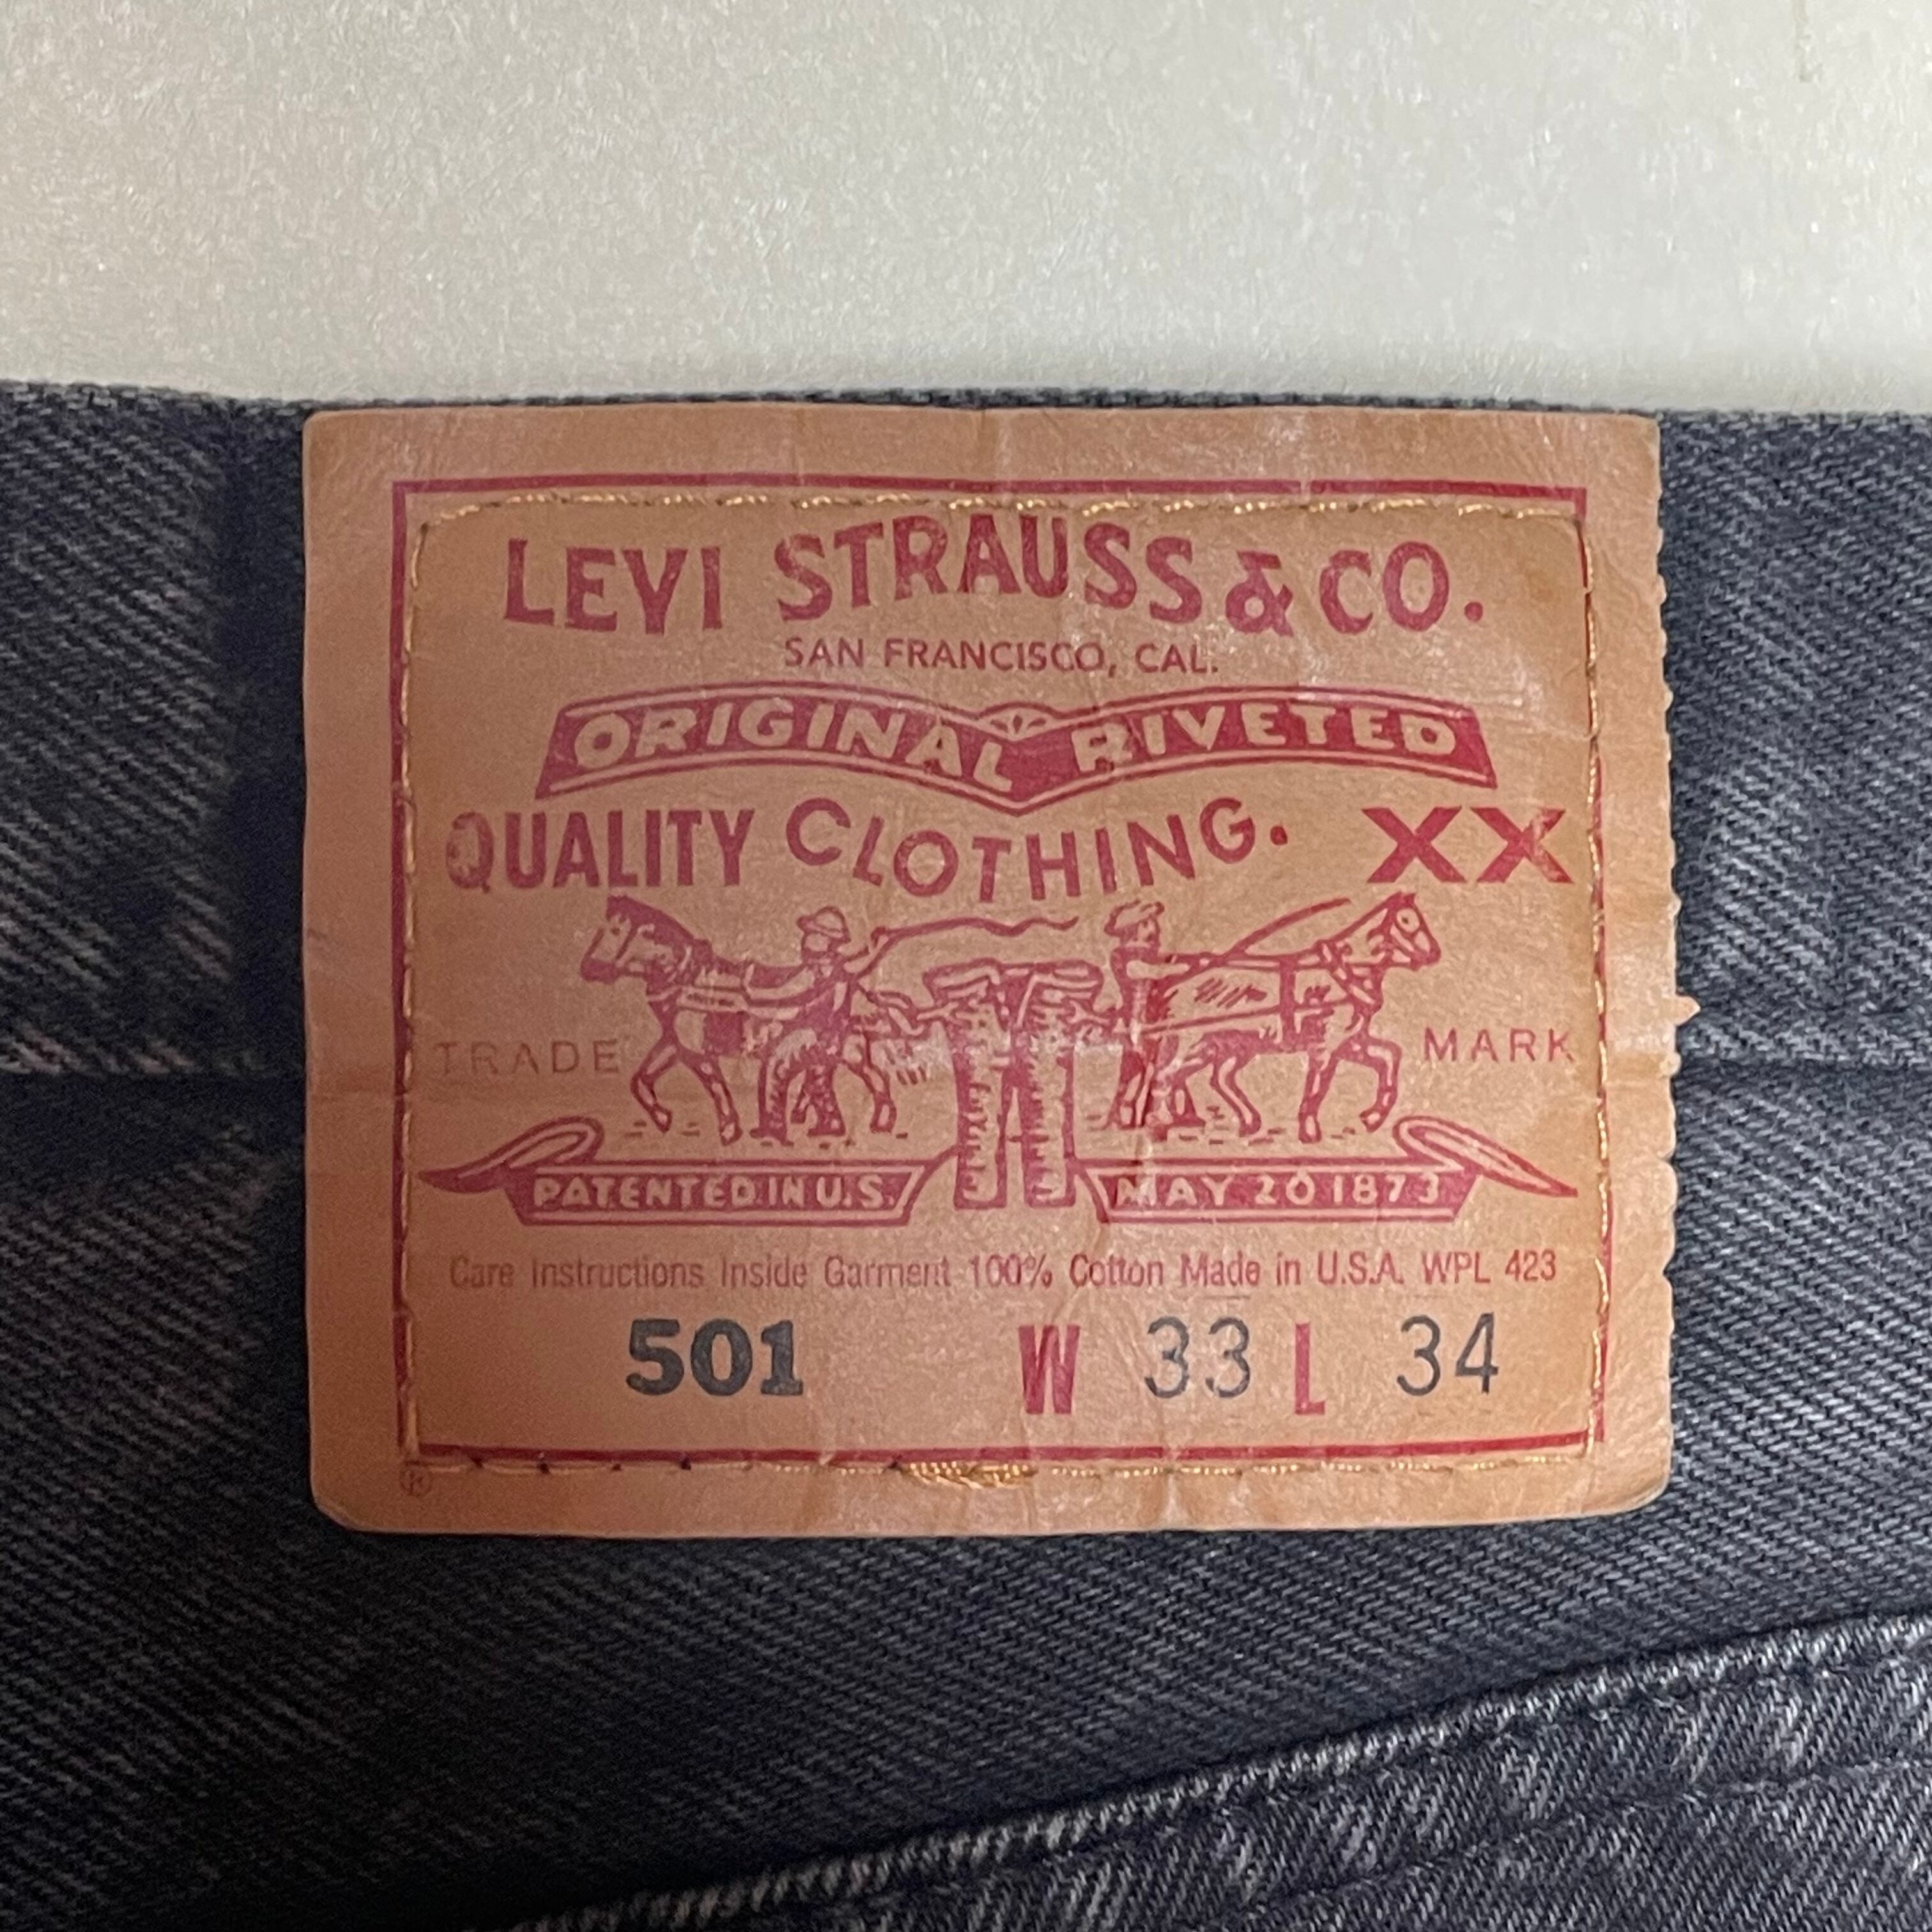 LEVI STRAUSS & CO.
SAN FRANCISCO, CAL.
ORIGINAL RIVETED
QUALITY CLOTHING. XX
TRADE MARK
PATENTED IN U.S. MAY 20 1873
Care Instructions Inside Garment 100% Cotton Made in U.S.A. WPL 423
501 W 33 L 34
®